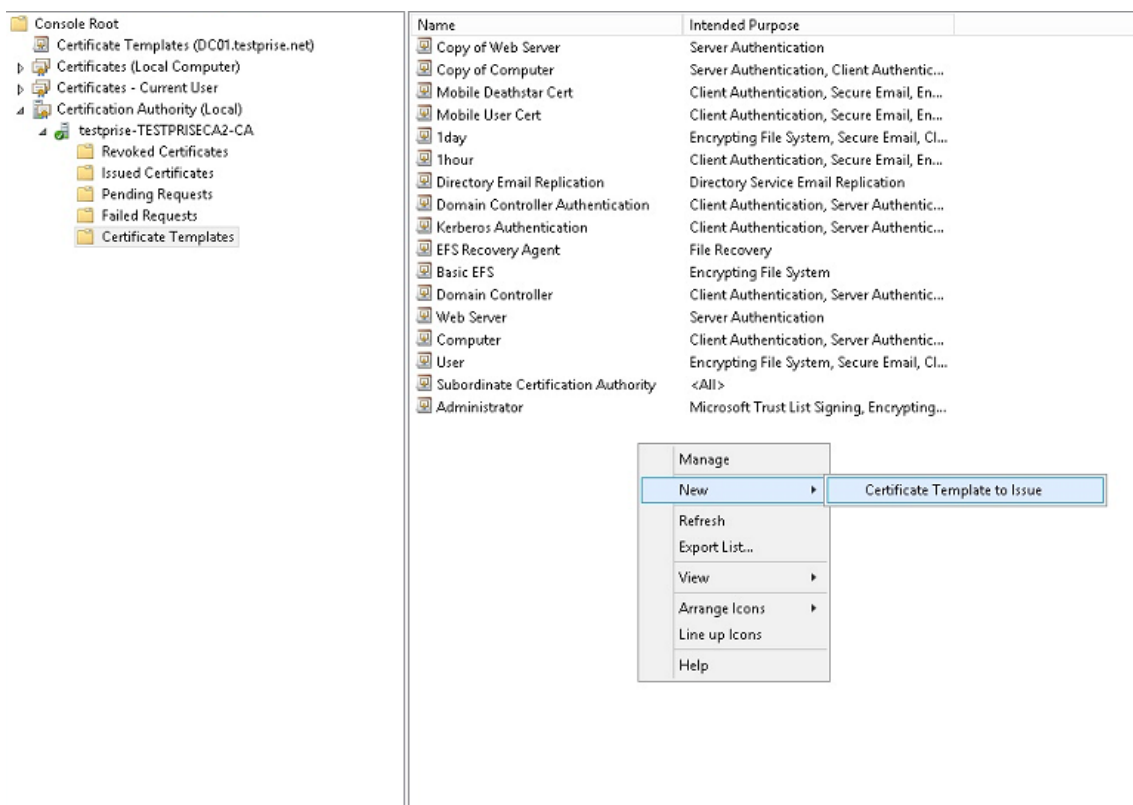 Console Root
Certificate Templates (DC01.testprise.net)
Certificates (Local Computer)
Certificates - Current User
Certification Authority (Local)
testprise-TESTPRISECA2-CA
Revoked Certificates
Issued Certificates
Pending Requests
Failed Requests
Certificate Templates
Name Intended Purpose
Copy of Web Server Server Authentication
Copy of Computer Server Authentication, Client Authentic...
Mobile Deathstar Cert Client Authentication, Secure Email, En...
Mobile User Cert Client Authentication, Secure Email, En...
1day Encrypting File System, Secure Email, Cl...
1hour Client Authentication, Secure Email, En...
Directory Email Replication Directory Service Email Replication
Domain Controller Authentication Client Authentication, Server Authentic...
Kerberos Authentication Client Authentication, Server Authentic...
EFS Recovery Agent File Recovery
Basic EFS Encrypting File System
Domain Controller Client Authentication, Server Authentic...
Web Server Server Authentication
Computer Client Authentication, Server Authentic...
User Encrypting File System, Secure Email, Cl...
Subordinate Certification Authority <All>
Administrator Microsoft Trust List Signing, Encrypting...
Manage
New Certificate Template to Issue
Refresh
Export List...
View
Arrange Icons
Line up Icons
Help